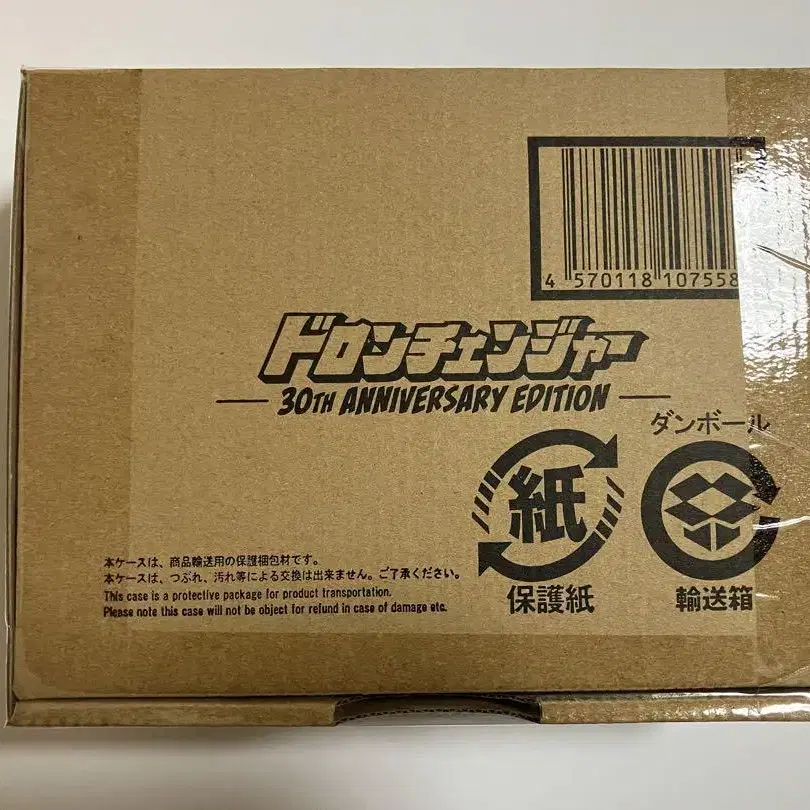 4 570118 107558
ドロンチェンジャー
30TH ANNIVERSARY EDITION
ダンボール
紙
保護紙
輸送箱
本ケースは、商品輸送用の保護梱包材です。
本ケースは、つぶれ、汚れ等による交換は出来ません。ご了承ください。
This case is a protective package for product transportation.
Please note this case will not be object for refund in case of damage etc.